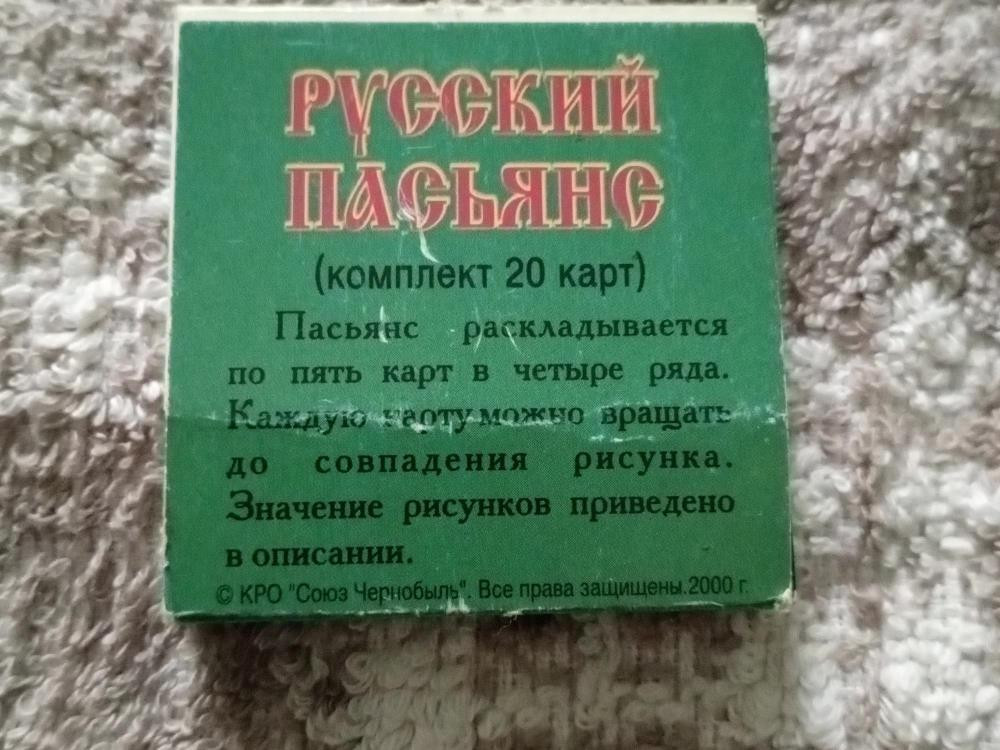 РУССКИЙ
ПАСЬЯНС
(комплект 20 карт)
Пасьянс раскладывается
по пять карт в четыре ряда.
Каждую карту можно вращать
до совпадения рисунка.
Значение рисунков приведено
в описании.
© КРО "Союз Чернобыль". Все права защищены.2000 г.